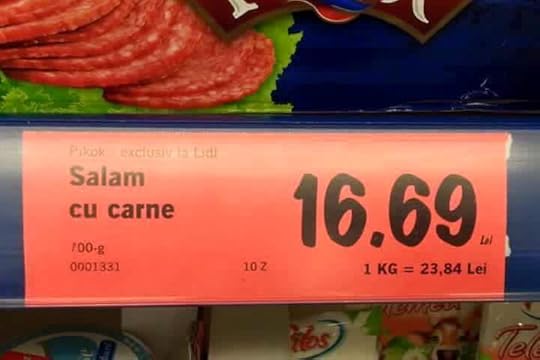 Pikok - exclusiv la Lidl
Salam
cu carne
16.69
Lei
700 g
0001331
10 Z
1 KG = 23,84 Lei